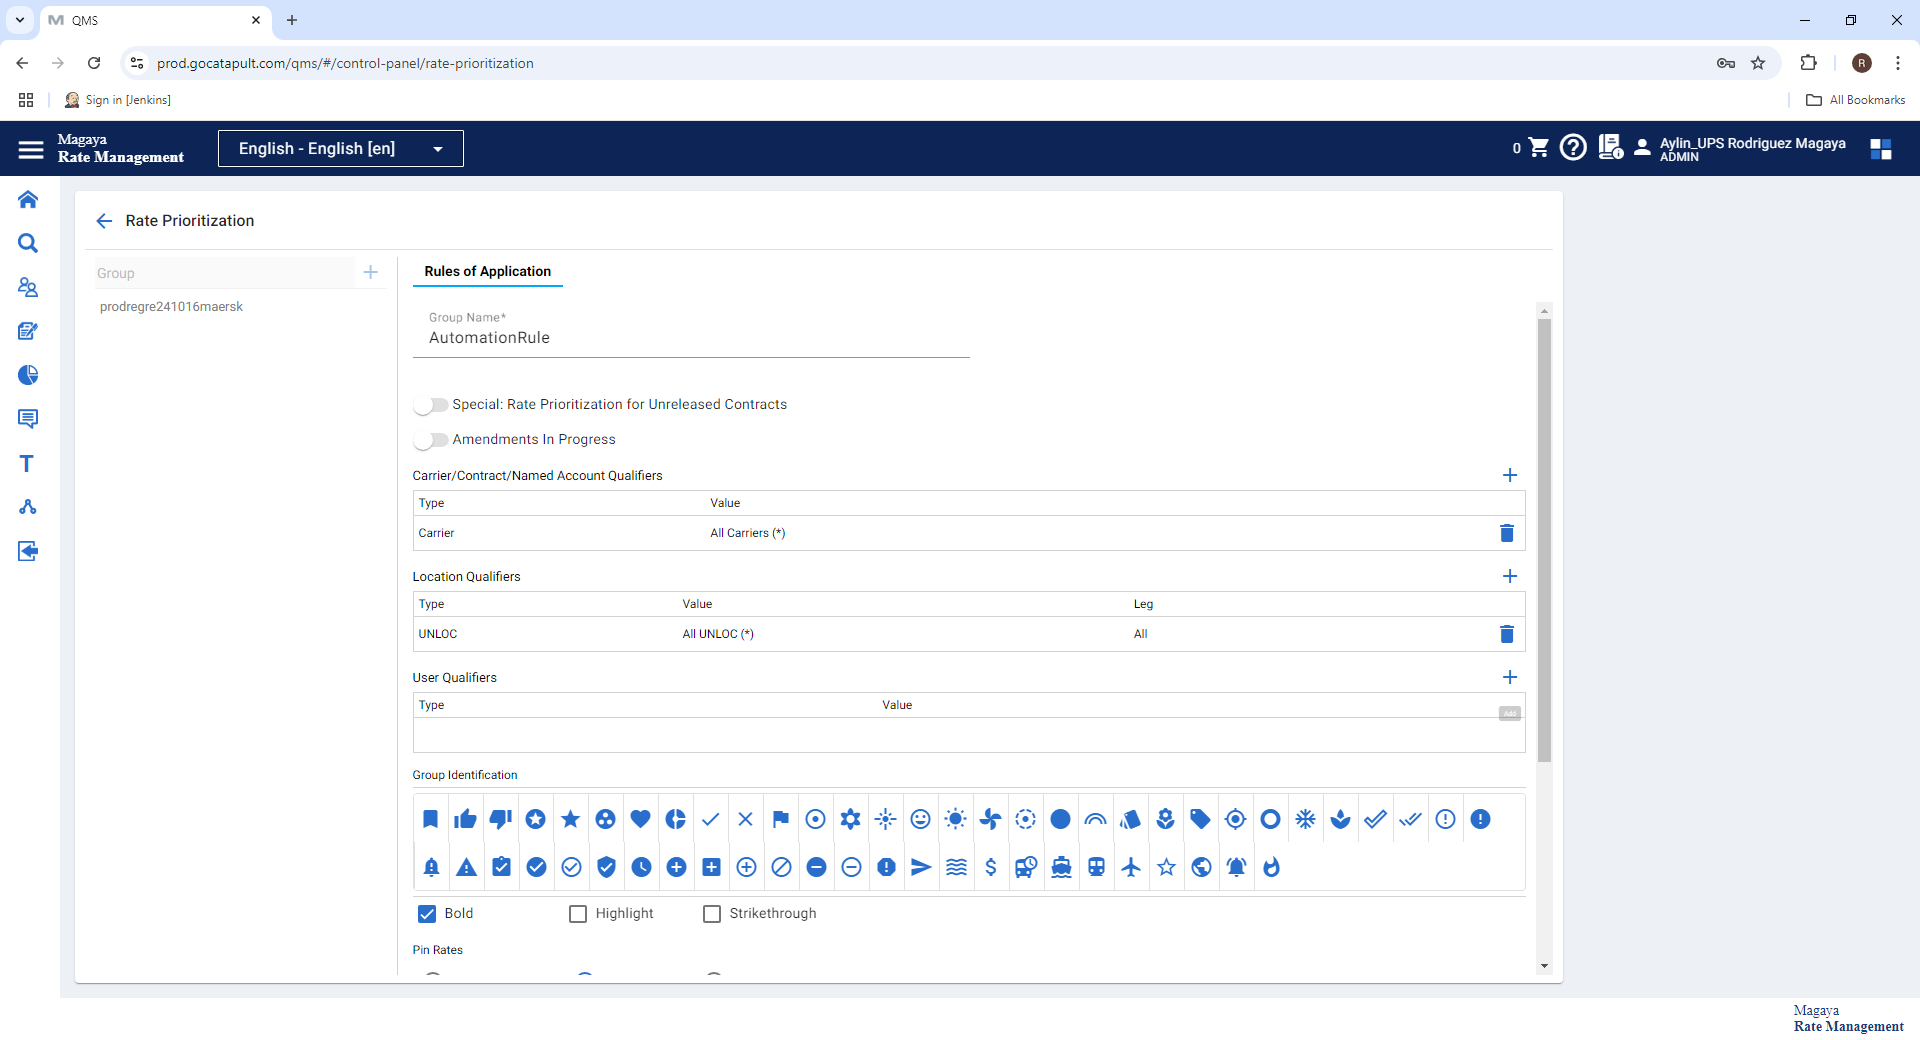 QMS
prod.gocatapult.com/qms/#/control-panel/rate-prioritization
R
Sign in [Jenkins]
All Bookmarks
Magaya
Rate Management
English - English [en]
0
Aylin_UPS Rodriguez Magaya
ADMIN
Rate Prioritization
Group
prodregre241016maersk
Rules of Application
Group Name*
AutomationRule
Special: Rate Prioritization for Unreleased Contracts
Amendments In Progress
Carrier/Contract/Named Account Qualifiers
Type Value
Carrier All Carriers (*)
Location Qualifiers
Type Value Leg
UNLOC All UNLOC (*) All
User Qualifiers
Type Value
Add
Group Identification
Bold Highlight Strikethrough
Pin Rates
Magaya
Rate Management